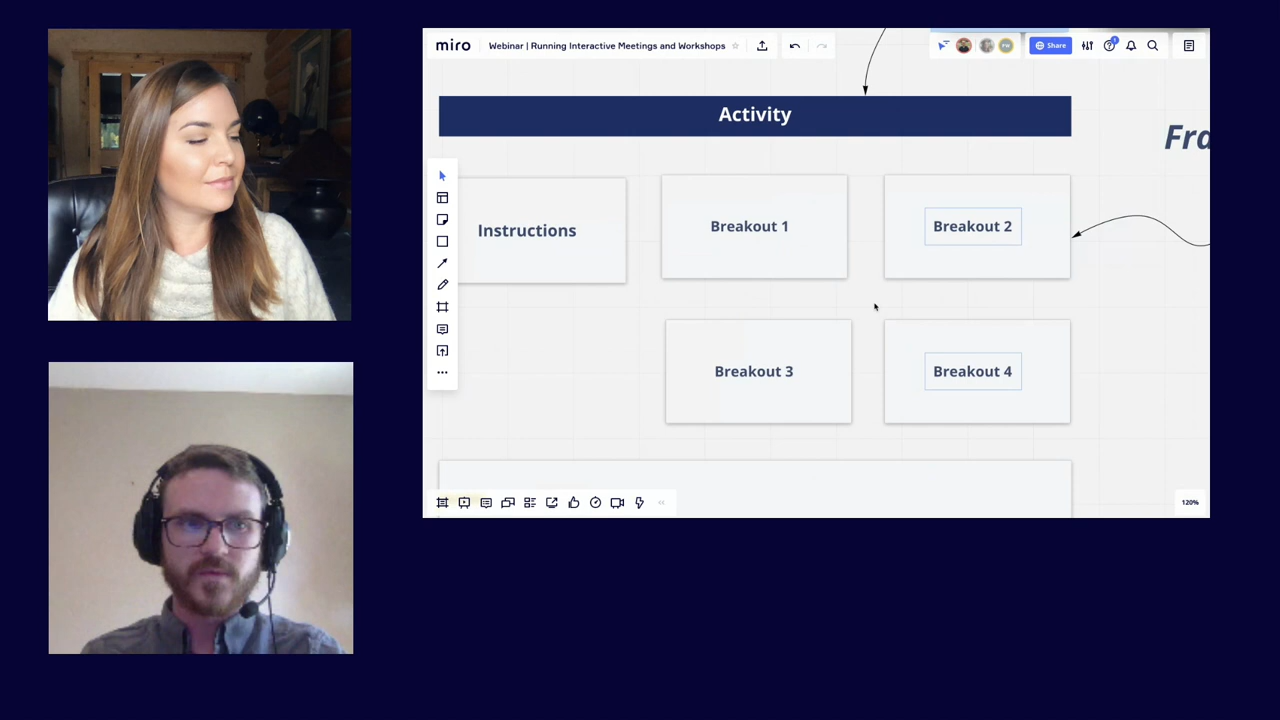 miro
Webinar | Running Interactive Meetings and Workshops
Share
Activity
Fra
Instructions
Breakout 1
Breakout 2
Breakout 3
Breakout 4
120%